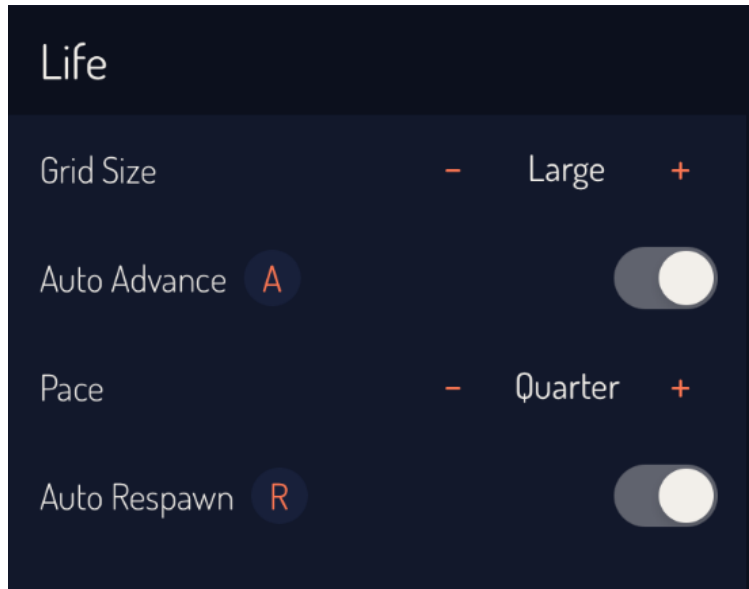 Life
Grid Size - Large +
Auto Advance A
Pace - Quarter +
Auto Respawn R